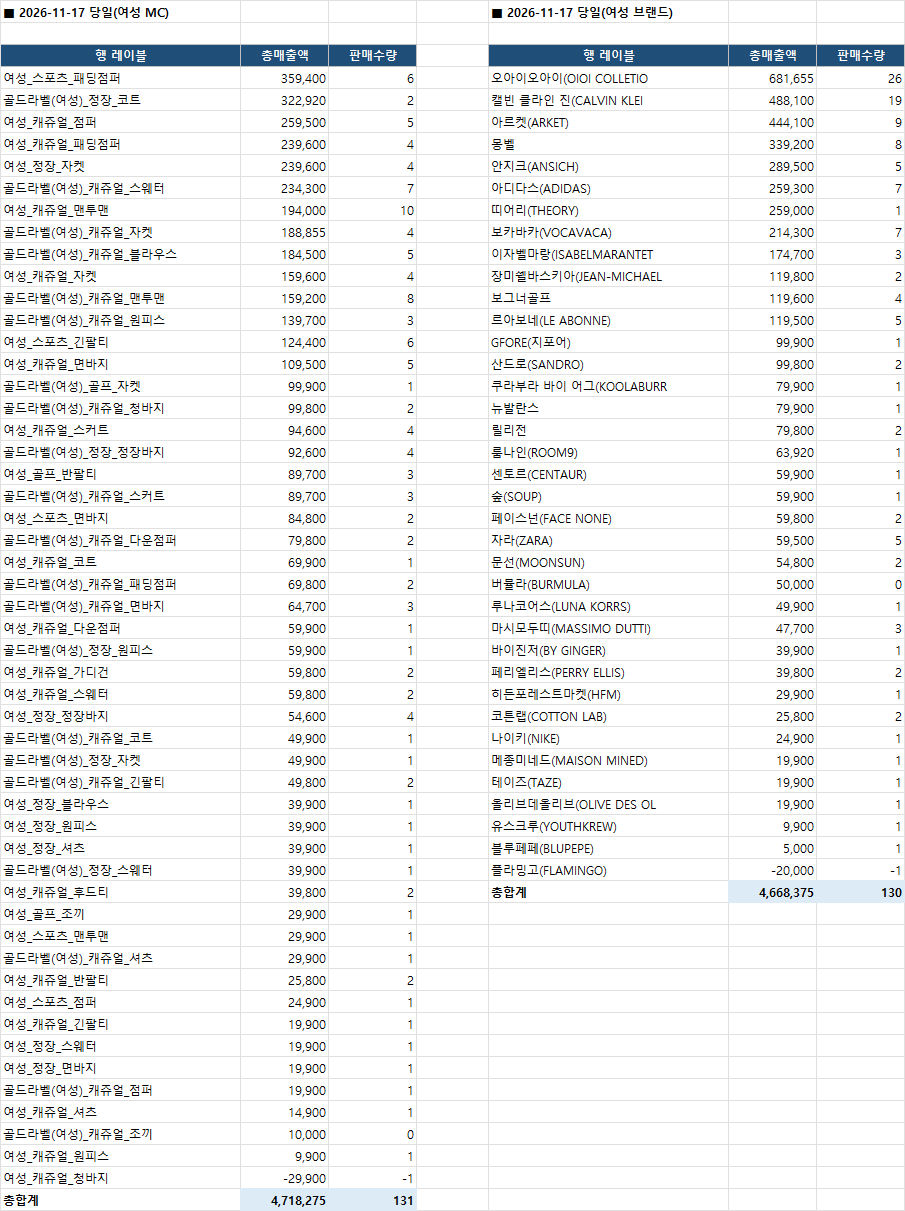 ■ 2026-11-17 당일(여성 MC)
행 레이블 총매출액 판매수량
여성_스포츠_패딩점퍼 359,400 6
골드라벨(여성)_정장_코트 322,920 2
여성_캐쥬얼_점퍼 259,500 5
여성_캐쥬얼_패딩점퍼 239,600 4
여성_정장_자켓 239,600 4
골드라벨(여성)_캐쥬얼_스웨터 234,300 7
여성_캐쥬얼_맨투맨 194,000 10
골드라벨(여성)_캐쥬얼_자켓 188,855 4
골드라벨(여성)_캐쥬얼_블라우스 184,500 5
여성_캐쥬얼_자켓 159,600 4
골드라벨(여성)_캐쥬얼_맨투맨 159,200 8
골드라벨(여성)_캐쥬얼_원피스 139,700 3
여성_스포츠_긴팔티 124,400 6
여성_캐쥬얼_면바지 109,500 5
골드라벨(여성)_골프_자켓 99,900 1
골드라벨(여성)_캐쥬얼_청바지 99,800 2
여성_캐쥬얼_스커트 94,600 4
골드라벨(여성)_정장_정장바지 92,600 4
여성_골프_반팔티 89,700 3
골드라벨(여성)_캐쥬얼_스커트 89,700 3
여성_스포츠_면바지 84,800 2
골드라벨(여성)_캐쥬얼_다운점퍼 79,800 2
여성_캐쥬얼_코트 69,900 1
골드라벨(여성)_캐쥬얼_패딩점퍼 69,800 2
골드라벨(여성)_캐쥬얼_면바지 64,700 3
여성_캐쥬얼_다운점퍼 59,900 1
골드라벨(여성)_정장_원피스 59,900 1
여성_캐쥬얼_가디건 59,800 2
여성_캐쥬얼_스웨터 59,800 2
여성_정장_정장바지 54,600 4
골드라벨(여성)_캐쥬얼_코트 49,900 1
골드라벨(여성)_정장_자켓 49,900 1
골드라벨(여성)_캐쥬얼_긴팔티 49,800 2
여성_정장_블라우스 39,900 1
여성_정장_원피스 39,900 1
여성_정장_셔츠 39,900 1
골드라벨(여성)_정장_스웨터 39,900 1
여성_캐쥬얼_후드티 39,800 2
여성_골프_조끼 29,900 1
여성_스포츠_맨투맨 29,900 1
골드라벨(여성)_캐쥬얼_셔츠 29,900 1
여성_캐쥬얼_반팔티 25,800 2
여성_스포츠_점퍼 24,900 1
여성_캐쥬얼_긴팔티 19,900 1
여성_정장_스웨터 19,900 1
여성_정장_면바지 19,900 1
골드라벨(여성)_캐쥬얼_점퍼 19,900 1
여성_캐쥬얼_셔츠 14,900 1
골드라벨(여성)_캐쥬얼_조끼 10,000 0
여성_캐쥬얼_원피스 9,900 1
여성_캐쥬얼_청바지 -29,900 -1
총합계 4,718,275 131
■ 2026-11-17 당일(여성 브랜드)
행 레이블 총매출액 판매수량
오아이오아이(OIOI COLLETIO 681,655 26
캘빈 클라인 진(CALVIN KLEI 488,100 19
아르켓(ARKET) 444,100 9
몽벨 339,200 8
안지크(ANSICH) 289,500 5
아디다스(ADIDAS) 259,300 7
띠어리(THEORY) 259,000 1
보카바카(VOCAVACA) 214,300 7
이자벨마랑(ISABELMARANTET 174,700 3
장미쉘바스키아(JEAN-MICHAEL 119,800 2
보그너골프 119,600 4
르아보네(LE ABONNE) 119,500 5
GFORE(지포어) 99,900 1
산드로(SANDRO) 99,800 2
쿠라부라 바이 어그(KOOLABURR 79,900 1
뉴발란스 79,900 1
릴리전 79,800 2
룸나인(ROOM9) 63,920 1
센토르(CENTAUR) 59,900 1
숲(SOUP) 59,900 1
페이스넌(FACE NONE) 59,800 2
자라(ZARA) 59,500 5
문선(MOONSUN) 54,800 2
버뮬라(BURMULA) 50,000 0
루나코어스(LUNA KORRS) 49,900 1
마시모두띠(MASSIMO DUTTI) 47,700 3
바이진저(BY GINGER) 39,900 1
페리엘리스(PERRY ELLIS) 39,800 2
히든포레스트마켓(HFM) 29,900 1
코튼랩(COTTON LAB) 25,800 2
나이키(NIKE) 24,900 1
메종미네드(MAISON MINED) 19,900 1
테이즈(TAZE) 19,900 1
올리브데올리브(OLIVE DES OL 19,900 1
유스크루(YOUTHKREW) 9,900 1
블루페페(BLUPEPE) 5,000 1
플라밍고(FLAMINGO) -20,000 -1
총합계 4,668,375 130